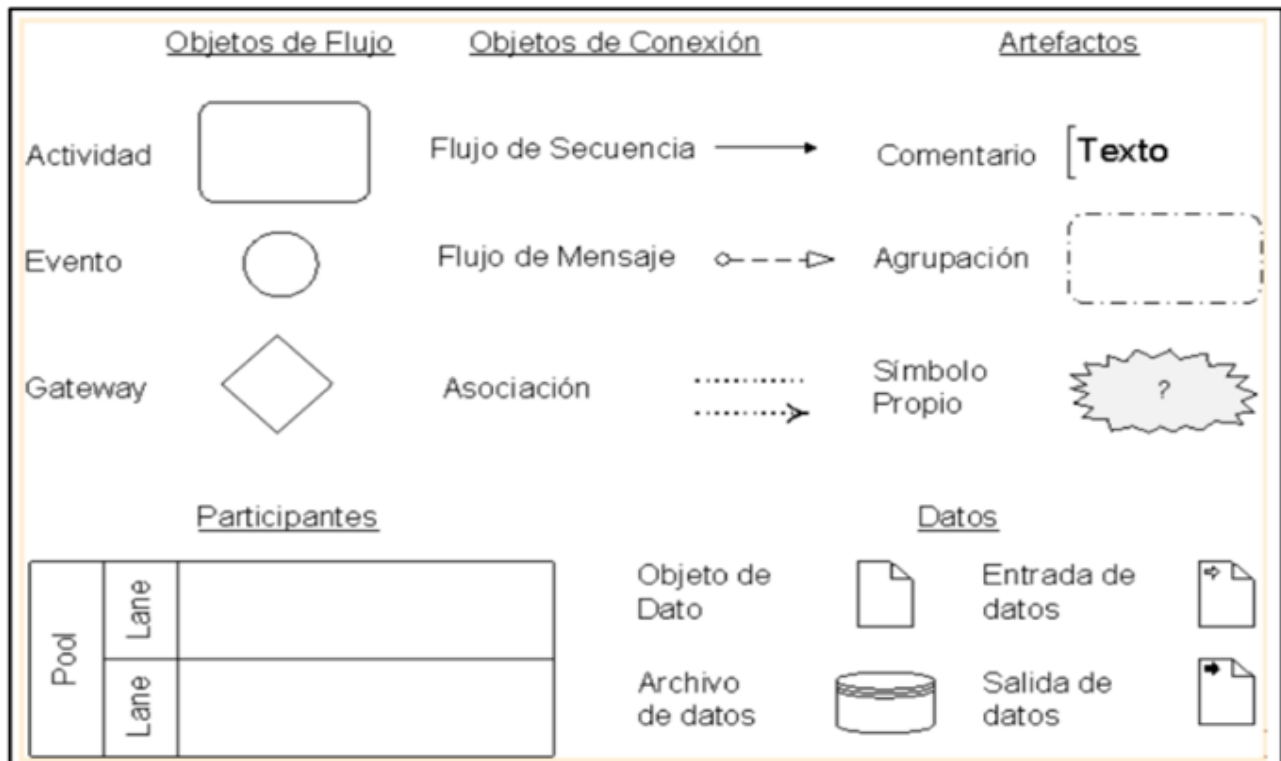 Objetos de Flujo
Objetos de Conexión
Artefactos
Actividad
Flujo de Secuencia
Comentario
Texto
Evento
Flujo de Mensaje
Agrupación
Gateway
Asociación
Símbolo
Propio
?
Participantes
Datos
Pool
Lane
Lane
Objeto de
Dato
Entrada de
datos
Archivo
de datos
Salida de
datos